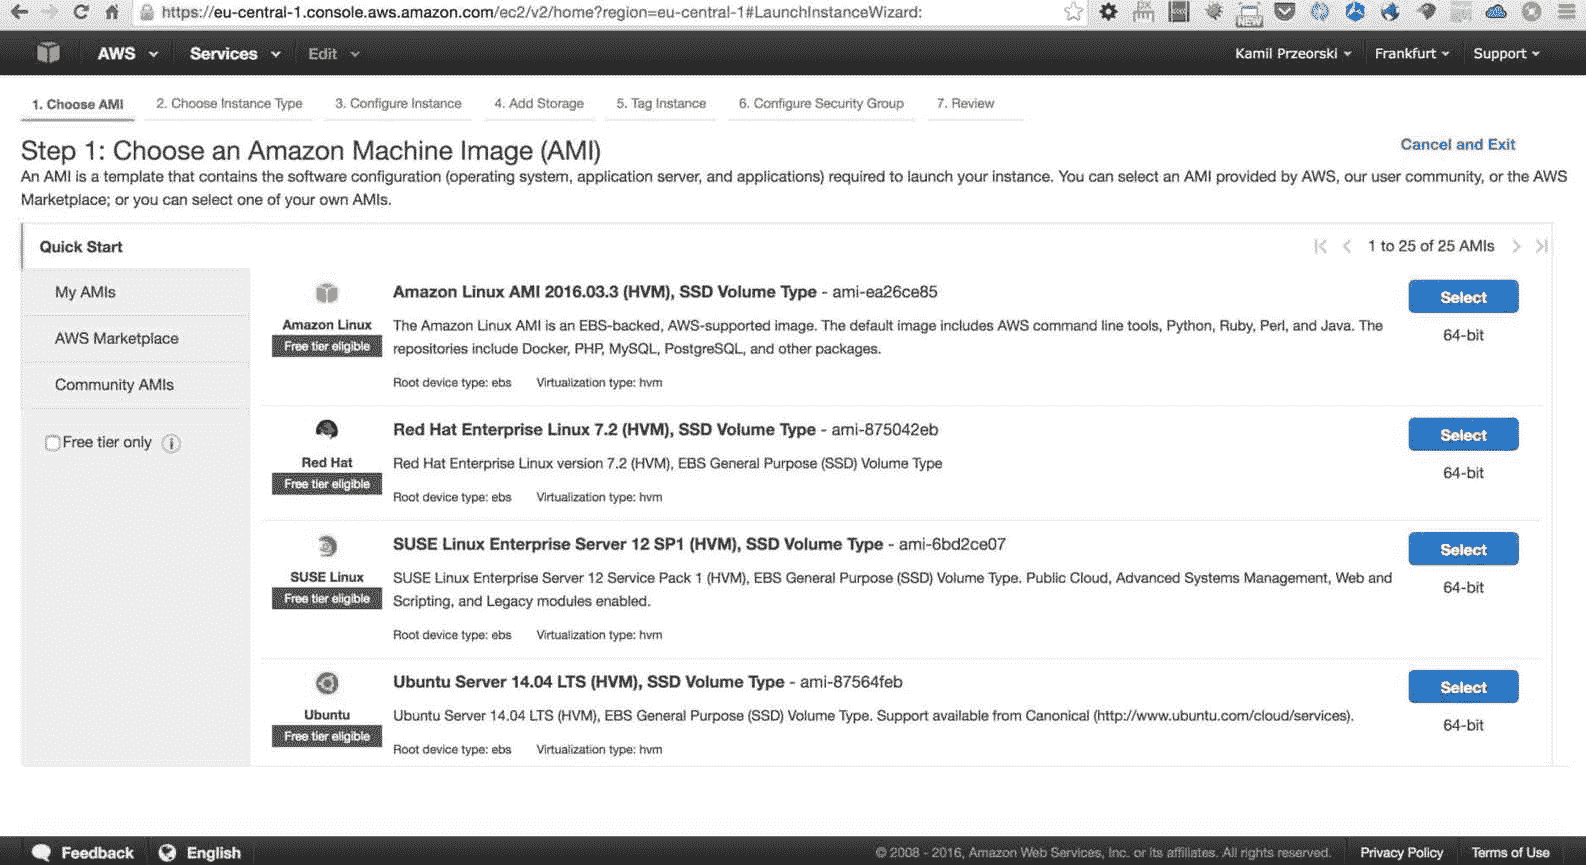 https://eu-central-1.console.aws.amazon.com/ec2/v2/home?region=eu-central-1#LaunchInstanceWizard:
NEW
AWS Services Edit Kamil Przeorski Frankfurt Support
1. Choose AMI 2. Choose Instance Type 3. Configure Instance 4. Add Storage 5. Tag Instance 6. Configure Security Group 7. Review
Step 1: Choose an Amazon Machine Image (AMI)
Cancel and Exit
An AMI is a template that contains the software configuration (operating system, application server, and applications) required to launch your instance. You can select an AMI provided by AWS, our user community, or the AWS
Marketplace; or you can select one of your own AMIs.
Quick Start
1 to 25 of 25 AMIs
My AMIs
AWS Marketplace
Community AMIs
Free tier only
Amazon Linux
Free tier eligible
Amazon Linux AMI 2016.03.3 (HVM), SSD Volume Type - ami-ea26ce85
The Amazon Linux AMI is an EBS-backed, AWS-supported image. The default image includes AWS command line tools, Python, Ruby, Perl, and Java. The
repositories include Docker, PHP, MySQL, PostgreSQL, and other packages.
Root device type: ebs Virtualization type: hvm
Select
64-bit
Red Hat
Free tier eligible
Red Hat Enterprise Linux 7.2 (HVM), SSD Volume Type - ami-875042eb
Red Hat Enterprise Linux version 7.2 (HVM), EBS General Purpose (SSD) Volume Type
Root device type: ebs Virtualization type: hvm
Select
64-bit
SUSE Linux
Free tier eligible
SUSE Linux Enterprise Server 12 SP1 (HVM), SSD Volume Type - ami-6bd2ce07
SUSE Linux Enterprise Server 12 Service Pack 1 (HVM), EBS General Purpose (SSD) Volume Type. Public Cloud, Advanced Systems Management, Web and
Scripting, and Legacy modules enabled.
Root device type: ebs Virtualization type: hvm
Select
64-bit
Ubuntu
Free tier eligible
Ubuntu Server 14.04 LTS (HVM), SSD Volume Type - ami-87564feb
Ubuntu Server 14.04 LTS (HVM), EBS General Purpose (SSD) Volume Type. Support available from Canonical (http://www.ubuntu.com/cloud/services).
Root device type: ebs Virtualization type: hvm
Select
64-bit
Feedback English
© 2008 - 2016, Amazon Web Services, Inc. or its affiliates. All rights reserved. Privacy Policy Terms of Use